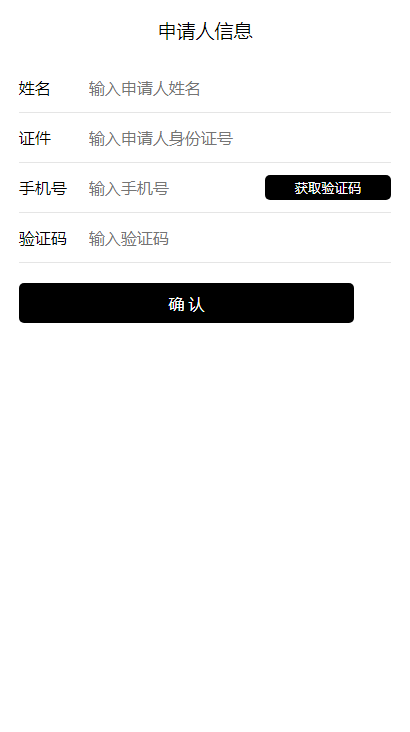 申请人信息
姓名 输入申请人姓名
证件 输入申请人身份证号
手机号 输入手机号 获取验证码
验证码 输入验证码
确 认